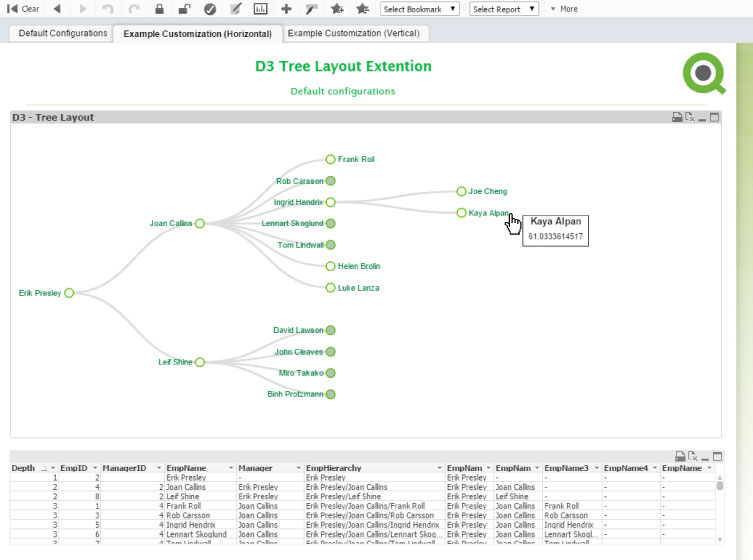 Clear Select Bookmark Select Report More
Default Configurations Example Customization (Horizontal) Example Customization (Vertical)
D3 Tree Layout Extention
Default configurations
D3 - Tree Layout
Frank Roll
Rob Carsson
Joe Cheng
Ingrid Hendrix
Kaya Alpan
Kaya Alpan
61.0333614517
Joan Callins
Lennart Skoglund
Tom Lindwall
Helen Brolin
Luke Lanza
Erik Presley
David Lawson
John Cleaves
Leif Shine
Miro Takako
Binh Protzmann
Depth EmpID ManagerID EmpName Manager EmpHierarchy EmpNam EmpNam EmpName3 EmpName4 EmpName
1 2 Erik Presley - Erik Presley Erik Presley - - - -
2 4 2 Joan Callins Erik Presley Erik Presley/Joan Callins Erik Presley Joan Callins - - -
2 8 2 Leif Shine Erik Presley Erik Presley/Leif Shine Erik Presley Leif Shine - - -
3 1 4 Frank Roll Joan Callins Erik Presley/Joan Callins/Frank Roll Erik Presley Joan Callins Frank Roll - -
3 3 4 Rob Carsson Joan Callins Erik Presley/Joan Callins/Rob Carsson Erik Presley Joan Callins Rob Carsson - -
3 5 4 Ingrid Hendrix Joan Callins Erik Presley/Joan Callins/Ingrid Hendrix Erik Presley Joan Callins Ingrid Hendrix - -
3 6 4 Lennart Skoglund Joan Callins Erik Presley/Joan Callins/Lennart Skog... Erik Presley Joan Callins Lennart Skogl... - -
3 7 4 Tom Lindwall Joan Callins Erik Presley/Joan Callins/Tom Lindwall Erik Presley Joan Callins Tom Lindwall - -